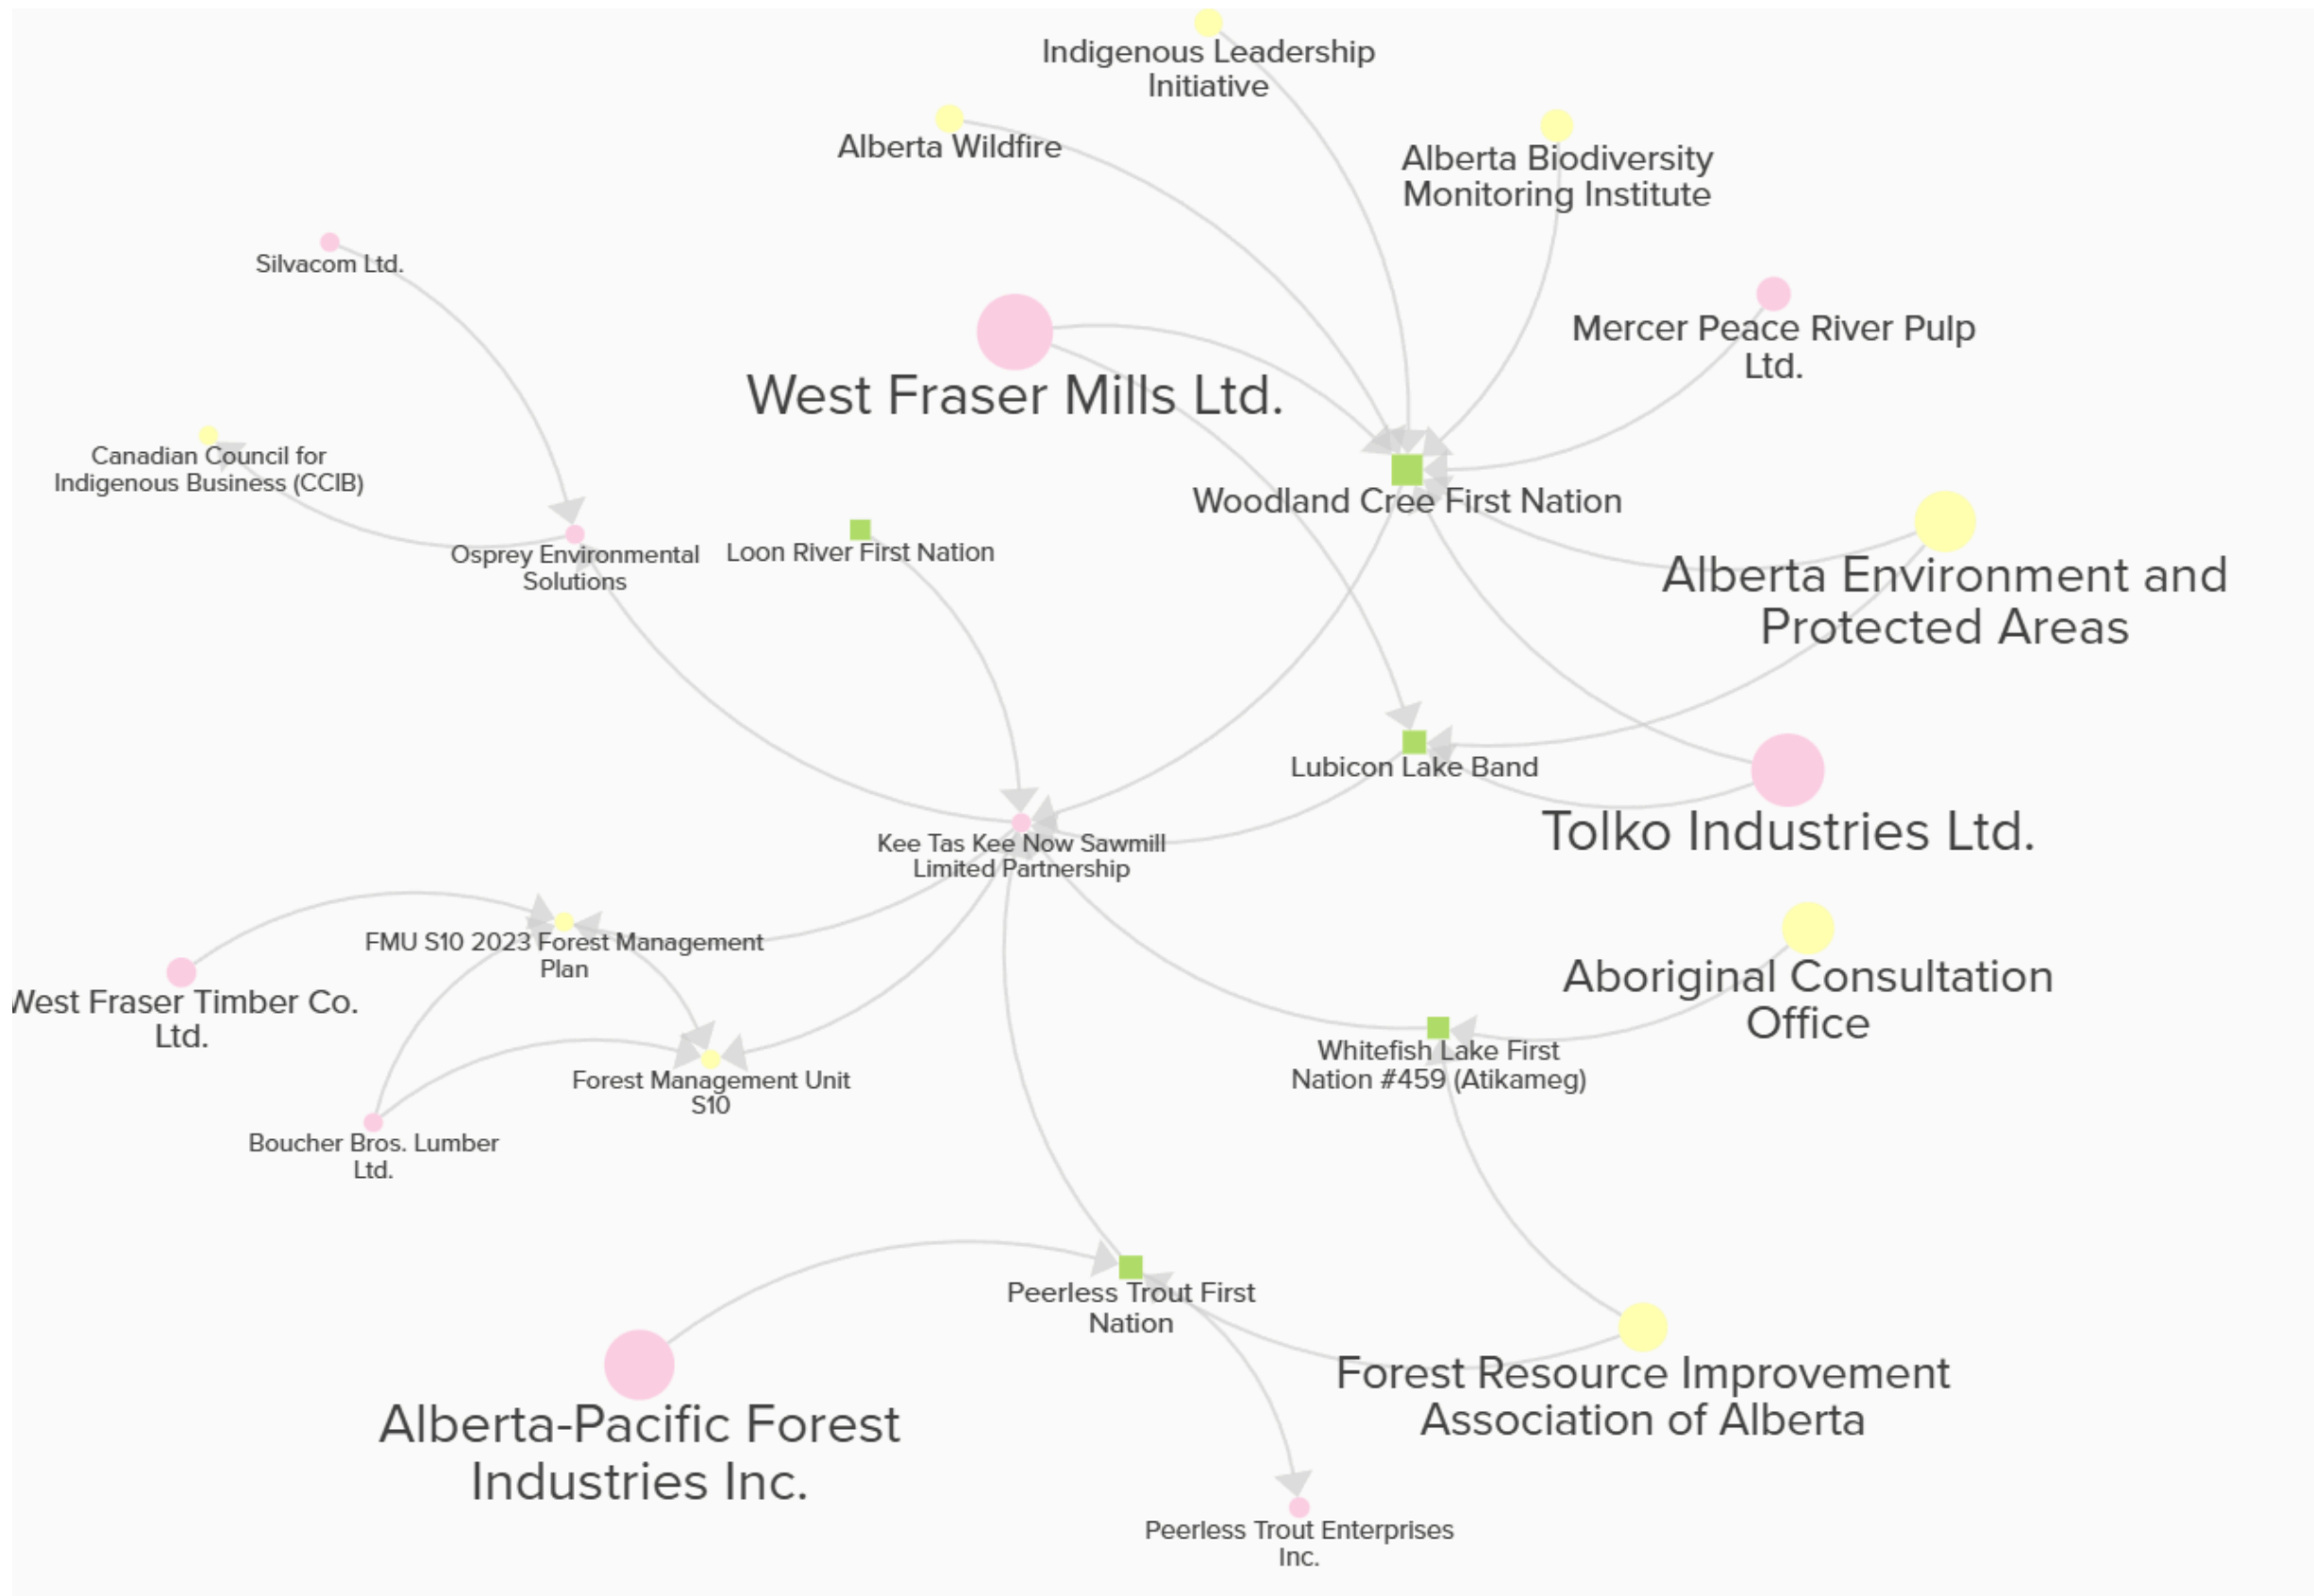 Indigenous Leadership
Initiative
Alberta Wildfire
Alberta Biodiversity
Monitoring Institute
Silvacom Ltd.
Mercer Peace River Pulp
Ltd.
West Fraser Mills Ltd.
Canadian Council for
Indigenous Business (CCIB)
Woodland Cree First Nation
Osprey Environmental
Solutions
Loon River First Nation
Alberta Environment and
Protected Areas
Lubicon Lake Band
Tolko Industries Ltd.
Kee Tas Kee Now Sawmill
Limited Partnership
FMU S10 2023 Forest Management
Plan
West Fraser Timber Co.
Ltd.
Aboriginal Consultation
Office
Whitefish Lake First
Nation #459 (Atikameg)
Forest Management Unit
S10
Boucher Bros. Lumber
Ltd.
Peerless Trout First
Nation
Forest Resource Improvement
Association of Alberta
Alberta-Pacific Forest
Industries Inc.
Peerless Trout Enterprises
Inc.